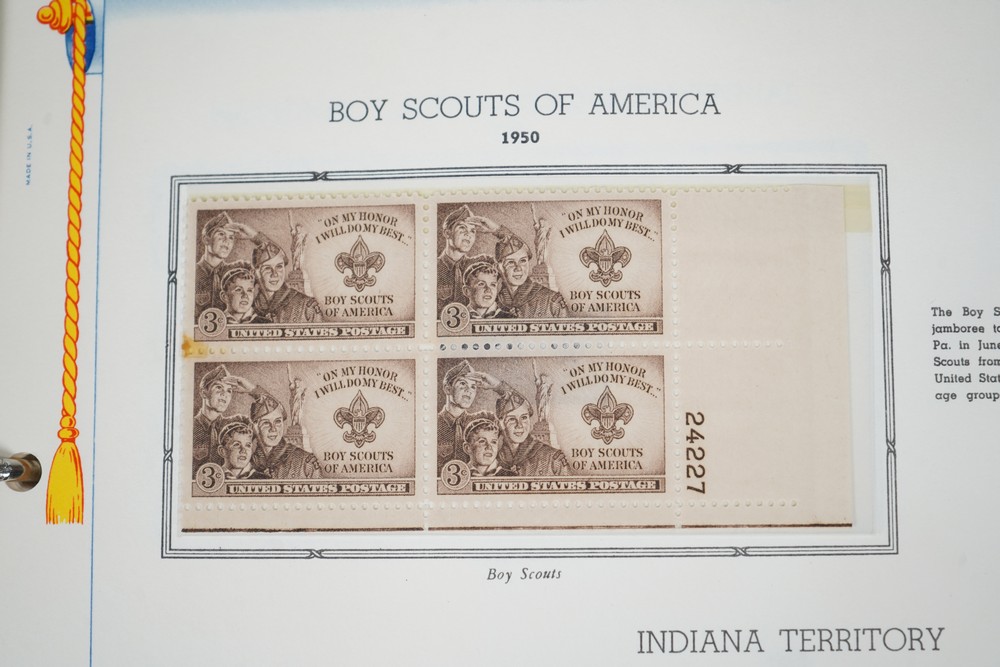 MADE IN U.S.A.
BOY SCOUTS OF AMERICA
1950
"ON MY HONOR
I WILL DO MY BEST..."
BOY SCOUTS
OF AMERICA
3¢ UNITED STATES POSTAGE
"ON MY HONOR
I WILL DO MY BEST..."
BOY SCOUTS
OF AMERICA
3¢ UNITED STATES POSTAGE
"ON MY HONOR
I WILL DO MY BEST..."
BOY SCOUTS
OF AMERICA
3¢ UNITED STATES POSTAGE
"ON MY HONOR
I WILL DO MY BEST..."
BOY SCOUTS
OF AMERICA
3¢ UNITED STATES POSTAGE
24227
The Boy S
jamboree to
Pa. in June
Scouts from
United Stat
age group
Boy Scouts
INDIANA TERRITORY